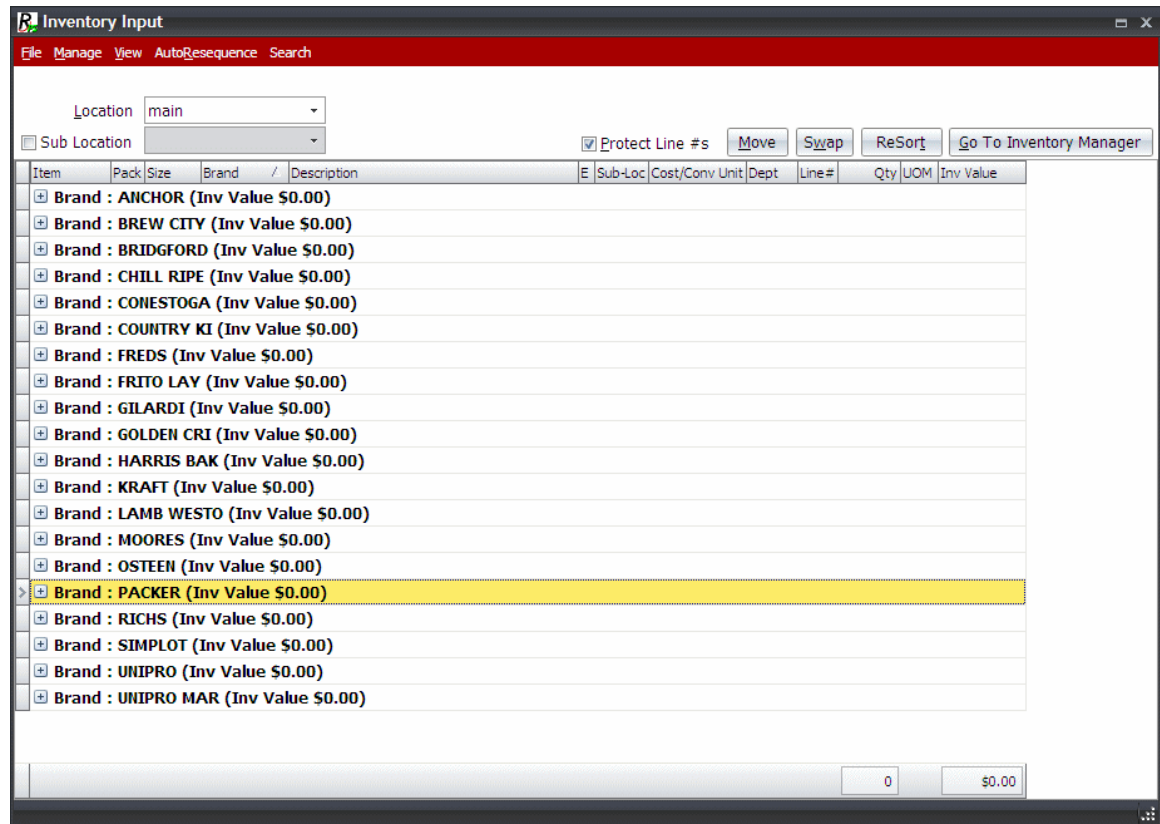 R Inventory Input
File Manage View AutoResequence Search
Location main
Sub Location Protect Line #s Move Swap ReSort Go To Inventory Manager
Item Pack Size Brand Description E Sub-Loc Cost/Conv Unit Dept Line# Qty UOM Inv Value
Brand : ANCHOR (Inv Value $0.00)
Brand : BREW CITY (Inv Value $0.00)
Brand : BRIDGFORD (Inv Value $0.00)
Brand : CHILL RIPE (Inv Value $0.00)
Brand : CONESTOGA (Inv Value $0.00)
Brand : COUNTRY KI (Inv Value $0.00)
Brand : FREDS (Inv Value $0.00)
Brand : FRITO LAY (Inv Value $0.00)
Brand : GILARDI (Inv Value $0.00)
Brand : GOLDEN CRI (Inv Value $0.00)
Brand : HARRIS BAK (Inv Value $0.00)
Brand : KRAFT (Inv Value $0.00)
Brand : LAMB WESTO (Inv Value $0.00)
Brand : MOORES (Inv Value $0.00)
Brand : OSTEEN (Inv Value $0.00)
Brand : PACKER (Inv Value $0.00)
Brand : RICHS (Inv Value $0.00)
Brand : SIMPLOT (Inv Value $0.00)
Brand : UNIPRO (Inv Value $0.00)
Brand : UNIPRO MAR (Inv Value $0.00)
0 $0.00